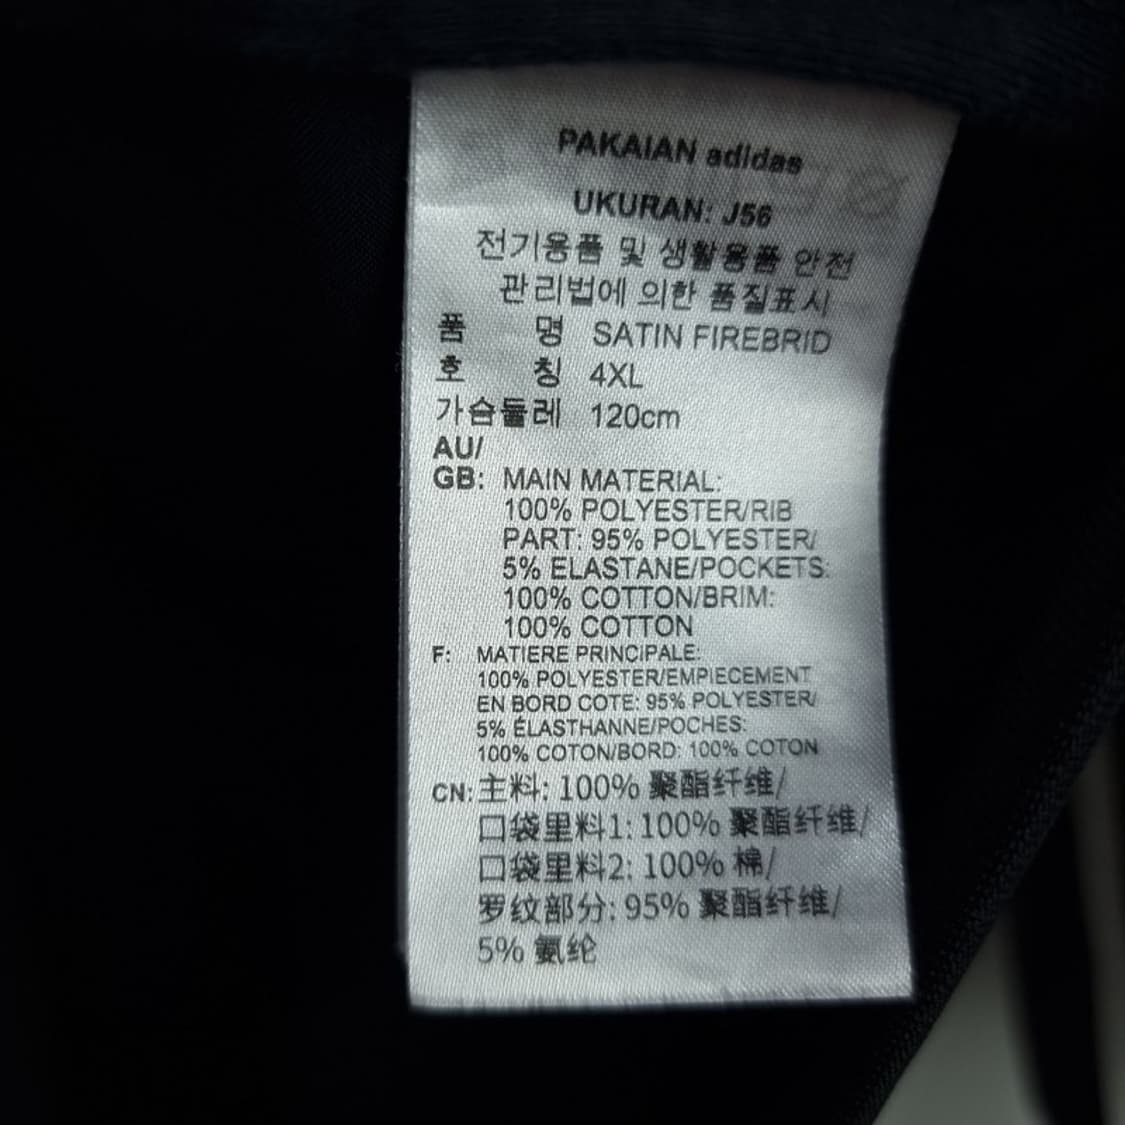 PAKAIAN adidas
UKURAN: J56
전기용품 및 생활용품 안전
관리법에 의한 품질표시
품 명 SATIN FIREBRID
호 칭 4XL
가슴둘레 120cm
AU/
GB: MAIN MATERIAL:
100% POLYESTER/RIB
PART: 95% POLYESTER/
5% ELASTANE/POCKETS:
100% COTTON/BRIM:
100% COTTON
F: MATIERE PRINCIPALE:
100% POLYESTER/EMPIECEMENT
EN BORD COTE: 95% POLYESTER/
5% ÉLASTHANNE/POCHES:
100% COTON/BORD: 100% COTON
CN: 主料: 100% 聚酯纤维/
口袋里料1: 100% 聚酯纤维/
口袋里料2: 100% 棉/
罗纹部分: 95% 聚酯纤维/
5% 氨纶